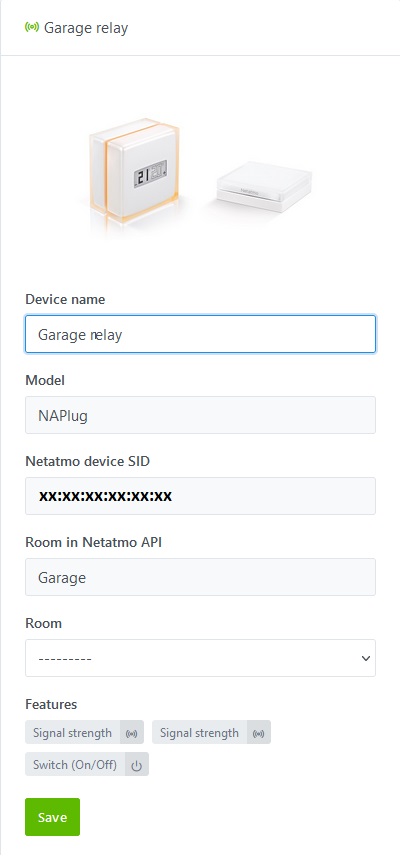 Garage relay
21
Device name
Garage relay
Model
NAPlug
Netatmo device SID
xx:xx:xx:xx:xx:xx
Room in Netatmo API
Garage
Room
---------
Features
Signal strength
Signal strength
Switch (On/Off)
Save